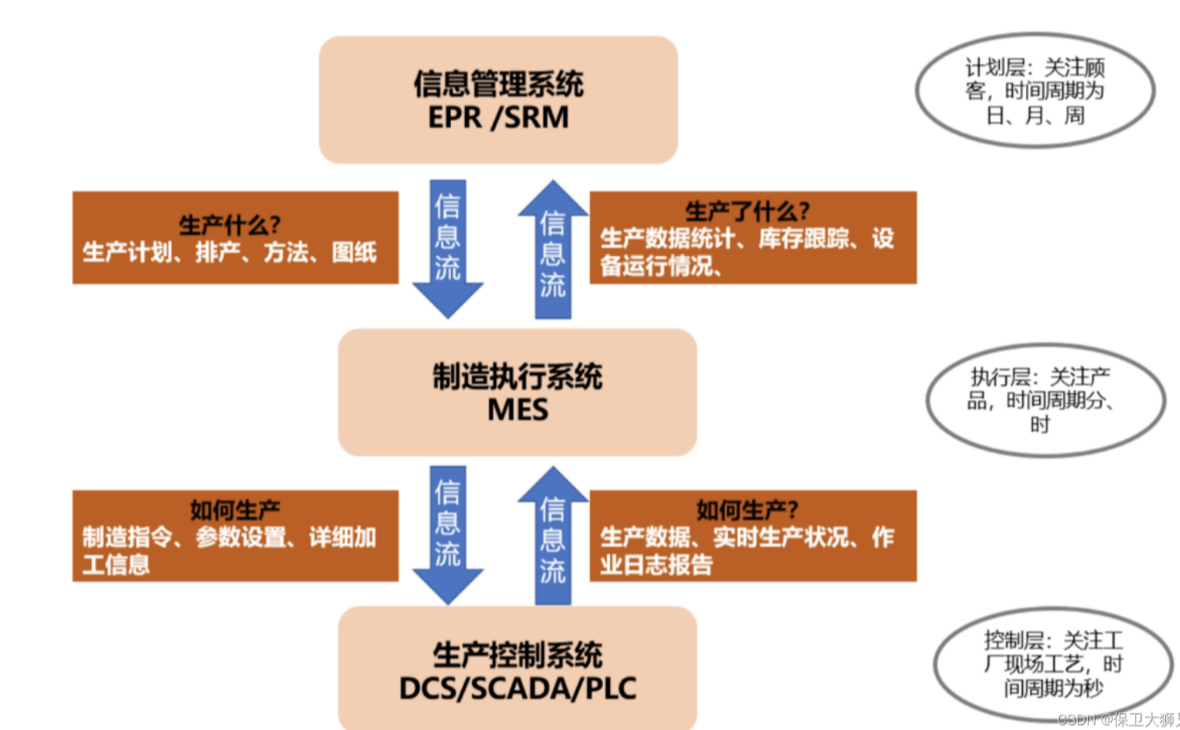 信息管理系统
EPR /SRM
计划层：关注顾
客，时间周期为
日、月、周
生产什么？
生产计划、排产、方法、图纸
信
息
流
信
息
流
生产了什么？
生产数据统计、库存跟踪、设
备运行情况、
制造执行系统
MES
执行层：关注产
品，时间周期分、
时
如何生产
制造指令、参数设置、详细加
工信息
信
息
流
信
息
流
如何生产？
生产数据、实时生产状况、作
业日志报告
生产控制系统
DCS/SCADA/PLC
控制层：关注工
厂现场工艺，时
间周期为秒
CSDN @保卫大狮兄